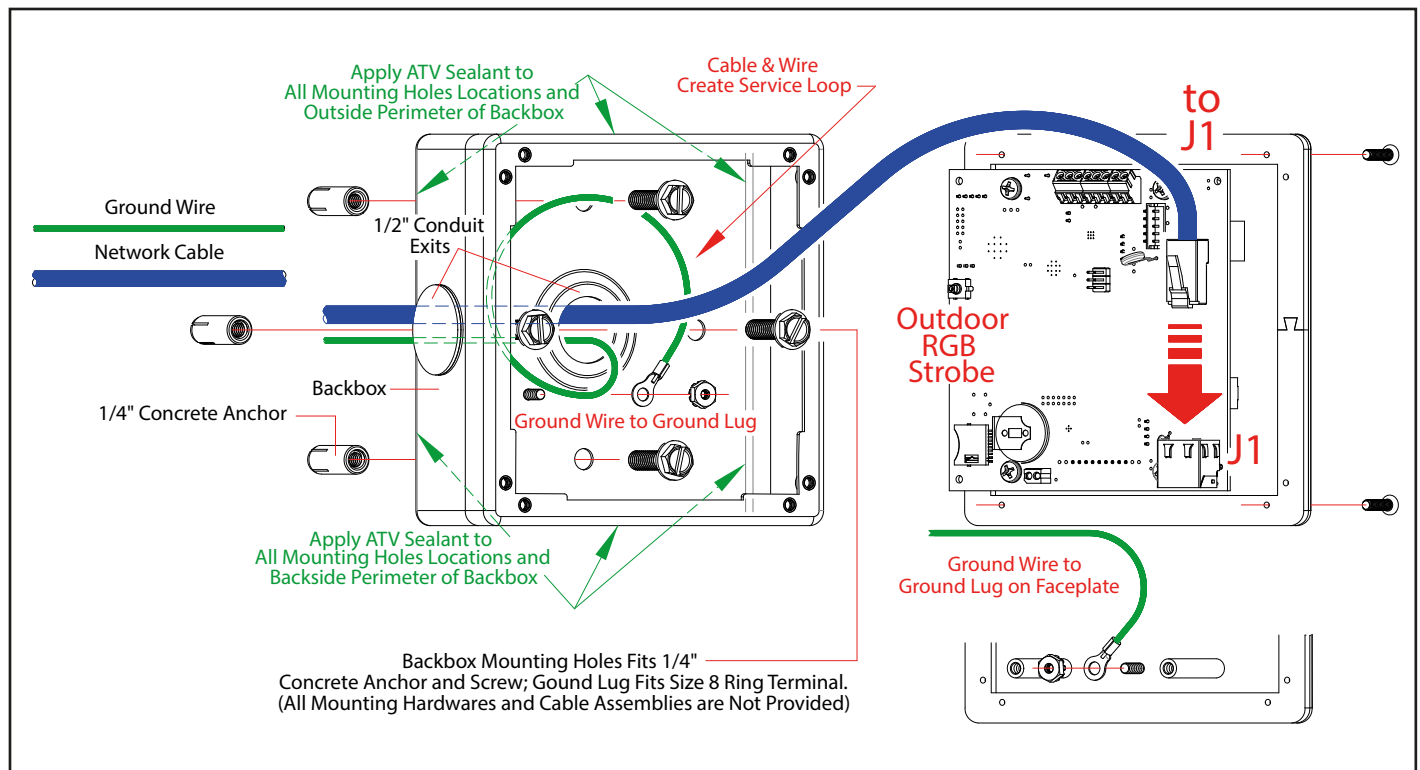 Apply ATV Sealant to
All Mounting Holes Locations and
Outside Perimeter of Backbox
Cable & Wire
Create Service Loop
to
J1
Ground Wire
Network Cable
1/2" Conduit
Exits
Backbox
1/4" Concrete Anchor
Ground Wire to Ground Lug
Outdoor
RGB
Strobe
J1
Apply ATV Sealant to
All Mounting Holes Locations and
Backside Perimeter of Backbox
Ground Wire to
Ground Lug on Faceplate
Backbox Mounting Holes Fits 1/4"
Concrete Anchor and Screw; Gound Lug Fits Size 8 Ring Terminal.
(All Mounting Hardwares and Cable Assemblies are Not Provided)